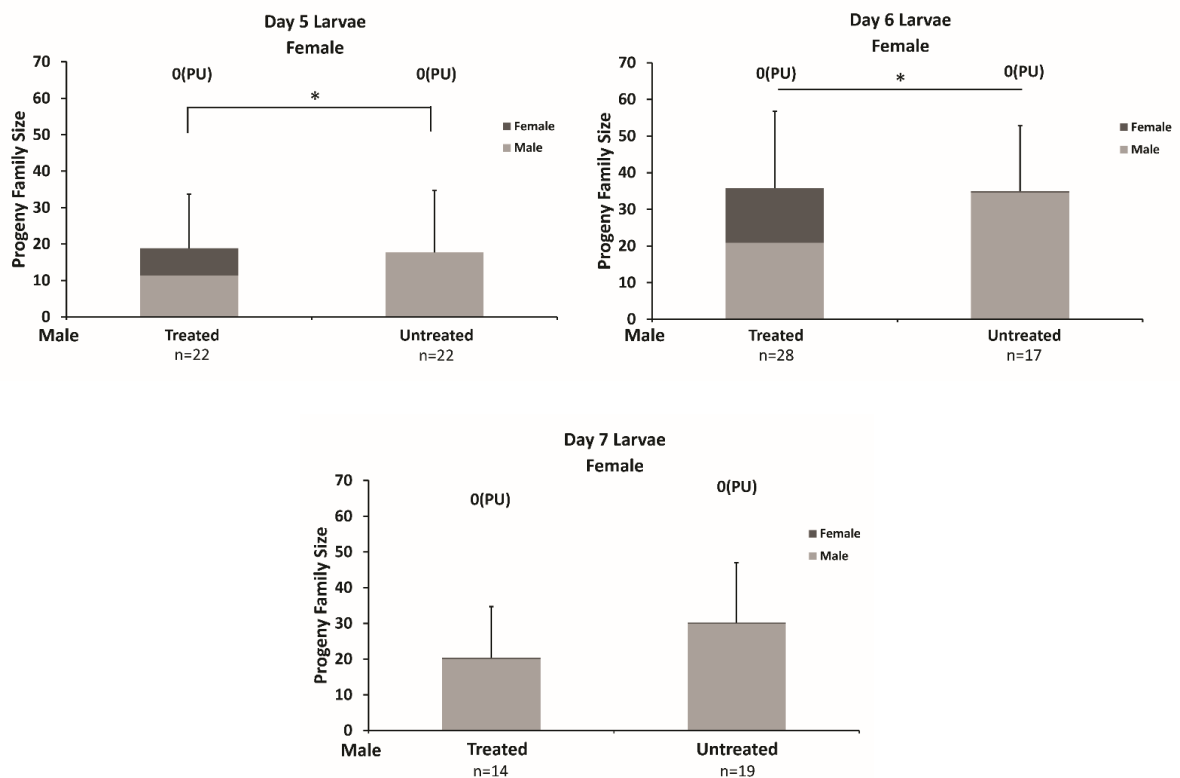 Day 5 Larvae
Female
70
60
50
40
30
20
10
0
Progeny Family Size
0(PU)
0(PU)
*
Female
Male
Male
Treated
Untreated
n=22
n=22
Day 6 Larvae
Female
70
60
50
40
30
20
10
0
Progeny Family Size
0(PU)
0(PU)
*
Female
Male
Male
Treated
Untreated
n=28
n=17
Day 7 Larvae
Female
70
60
50
40
30
20
10
0
Progeny Family Size
0(PU)
0(PU)
Female
Male
Male
Treated
Untreated
n=14
n=19